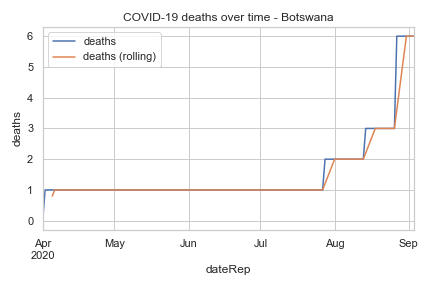 COVID-19 deaths over time - Botswana
deaths
deaths (rolling)
6
5
4
3
2
1
0
deaths
Apr
2020
May
Jun
Jul
Aug
Sep
dateRep